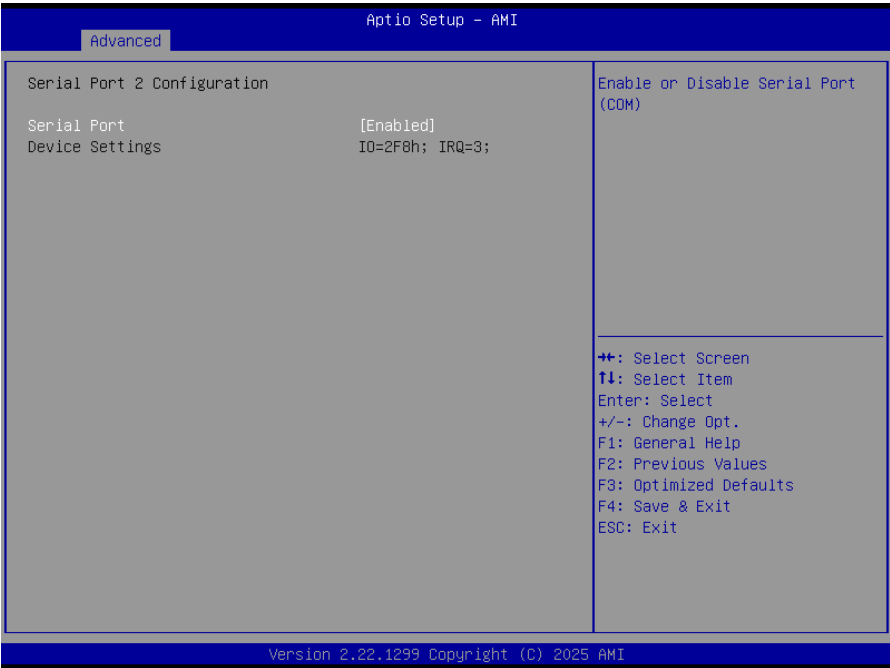 Aptio Setup – AMI
Advanced
Serial Port 2 Configuration
Serial Port [Enabled]
Device Settings IO=2F8h; IRQ=3;
Enable or Disable Serial Port
(COM)
→←: Select Screen
↑↓: Select Item
Enter: Select
+/-: Change Opt.
F1: General Help
F2: Previous Values
F3: Optimized Defaults
F4: Save & Exit
ESC: Exit
Version 2.22.1299 Copyright (C) 2025 AMI